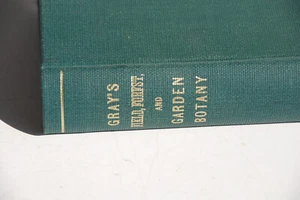 GRAY'S
FIELD, FOREST,
AND
GARDEN
BOTANY